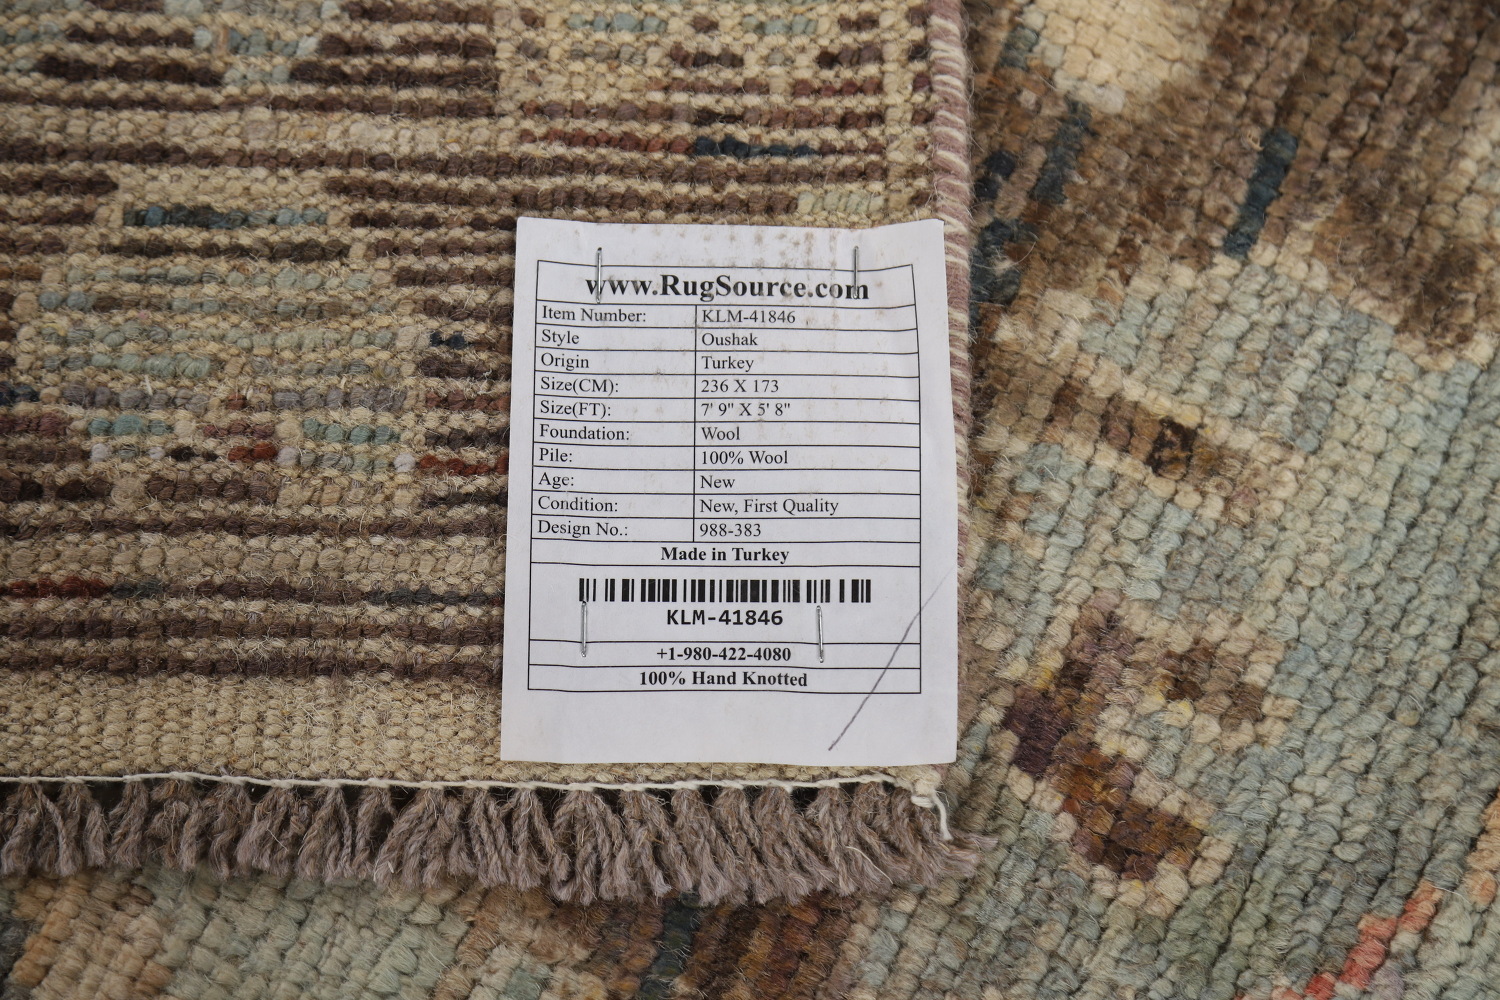 www.RugSource.com
Item Number: KLM-41846
Style Oushak
Origin Turkey
Size(CM): 236 X 173
Size(FT): 7' 9" X 5' 8"
Foundation: Wool
Pile: 100% Wool
Age: New
Condition: New, First Quality
Design No.: 988-383
Made in Turkey
KLM-41846
+1-980-422-4080
100% Hand Knotted